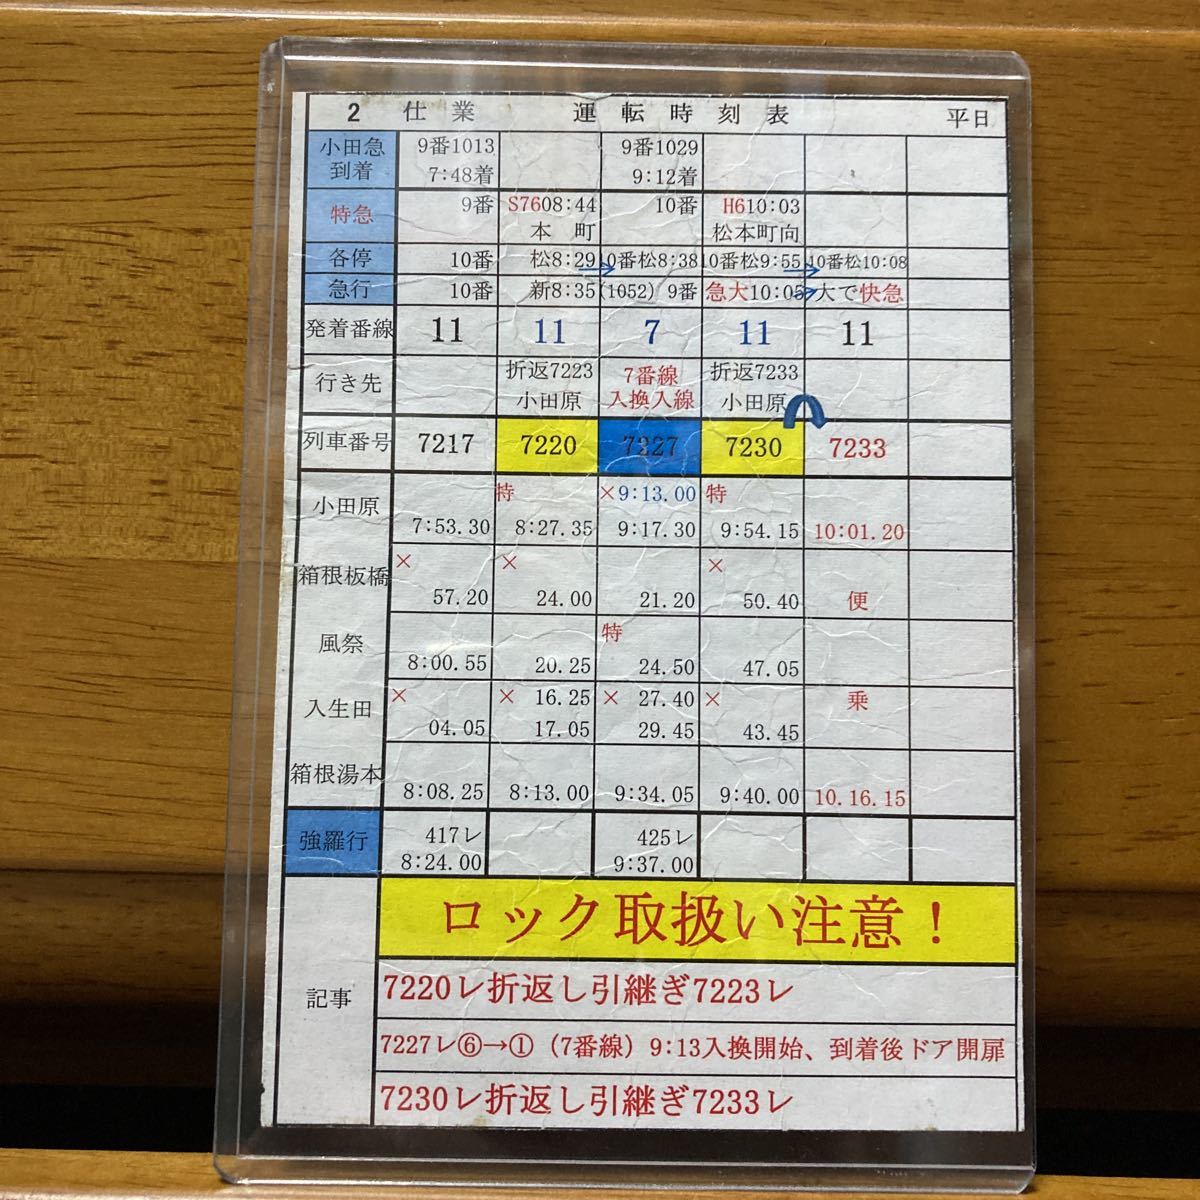 2 仕業 運転時刻表 平日
小田急 9番1013 9番1029
到着 7:48着 9:12着
特急 9番 S7608:44 10番 H610:03
本 町 松本町向
各停 10番 松8:29 → 10番松8:38 10番松9:55 → 10番松10:08
急行 10番 新8:35 (1052) 9番 急大10:05 → 大で快急
発着番線 11 11 7 11 11
行き先 折返7223 7番線 折返7233
小田原 入換入線 小田原
列車番号 7217 7220 7227 7230 7233
小田原 特 ×9:13.00 特
7:53.30 8:27.35 9:17.30 9:54.15 10:01.20
箱根板橋 × × ×
57.20 24.00 21.20 50.40 便
風祭 特
8:00.55 20.25 24.50 47.05
入生田 × × 16.25 × 27.40 × 乗
04.05 17.05 29.45 43.45
箱根湯本 8:08.25 8:13.00 9:34.05 9:40.00 10.16.15
強羅行 417レ 425レ
8:24.00 9:37.00
記事
ロック取扱い注意！
7220レ折返し引継ぎ7223レ
7227レ⑥→①（7番線）9:13入換開始、到着後ドア開扉
7230レ折返し引継ぎ7233レ